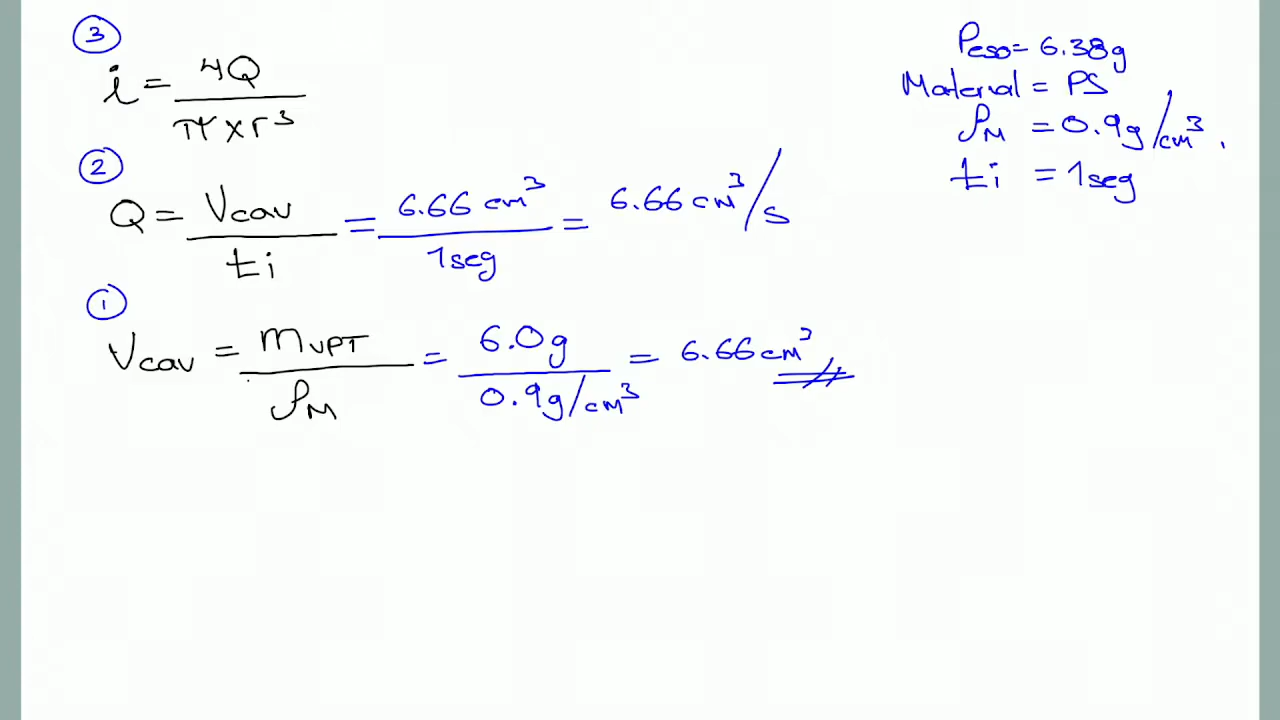 ③
i = 4Q / π x r³
②
Q = Vcav / ti = 6.66 cm³ / 1seg = 6.66 cm³/s
①
Vcav = mVPT / ρM = 6.0g / 0.9g/cm³ = 6.66 cm³
Peso = 6.38g
Material = PS
ρM = 0.9g/cm³.
ti = 1seg